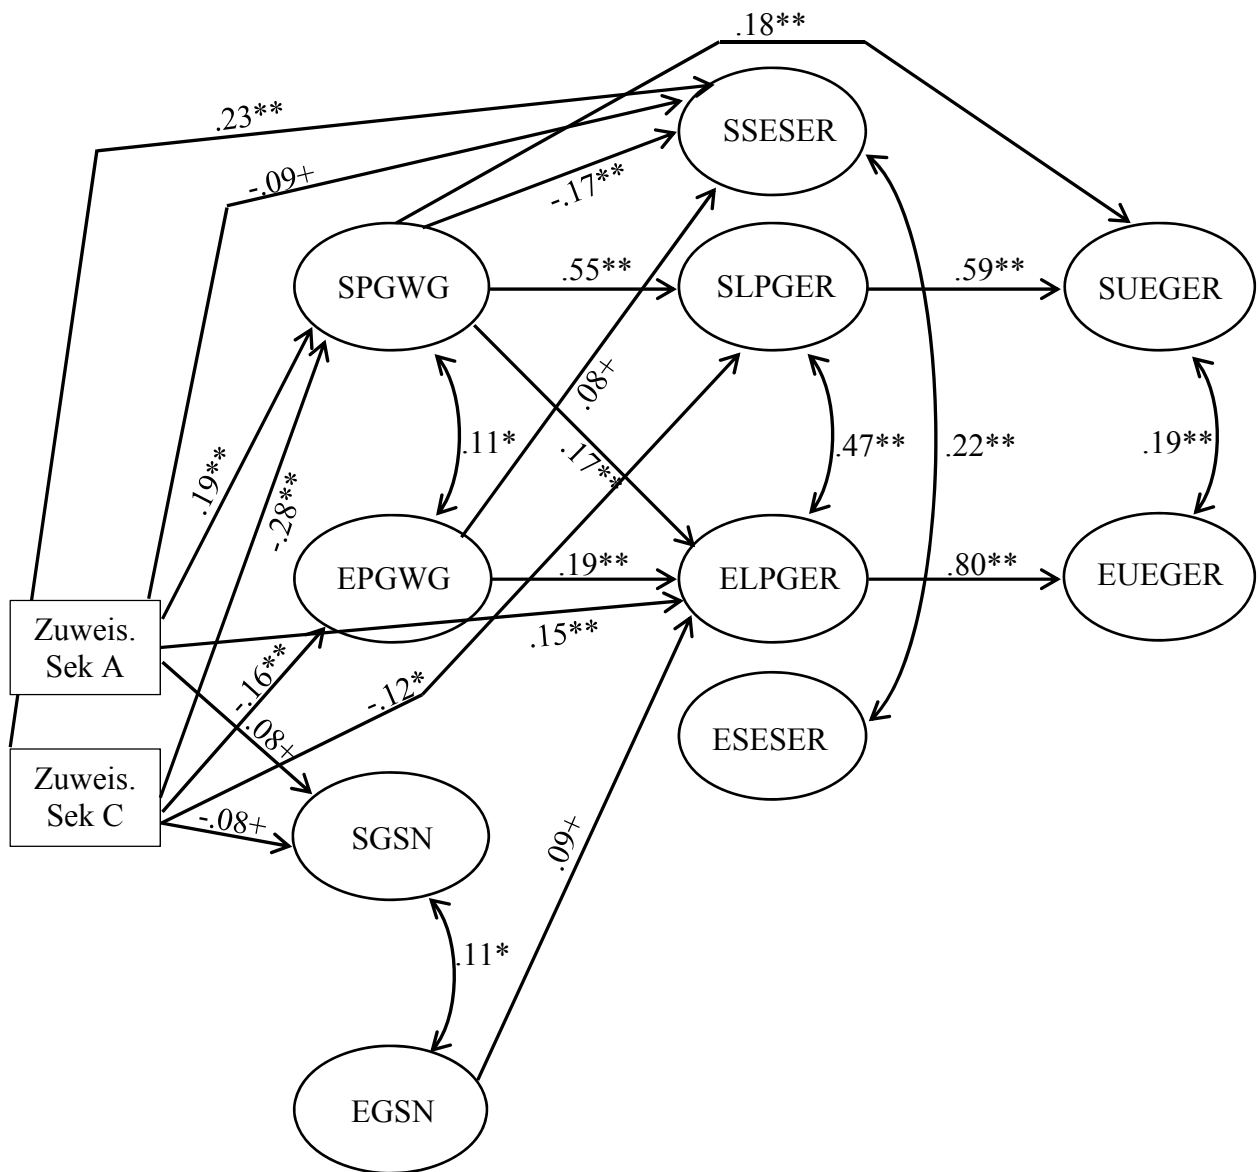 .18**
.23**
SSESER
-.09+
-.17**
SPGWG
.55**
SLPGER
.59**
SUEGER
.08+
.19**
-.28**
.11*
.17**
.47**
.22**
.19**
EPGWG
.19**
ELPGER
.80**
EUEGER
Zuweis.
Sek A
.15**
-.16**
-.12*
.08+
ESESER
Zuweis.
Sek C
-.08+
SGSN
.09+
.11*
EGSN